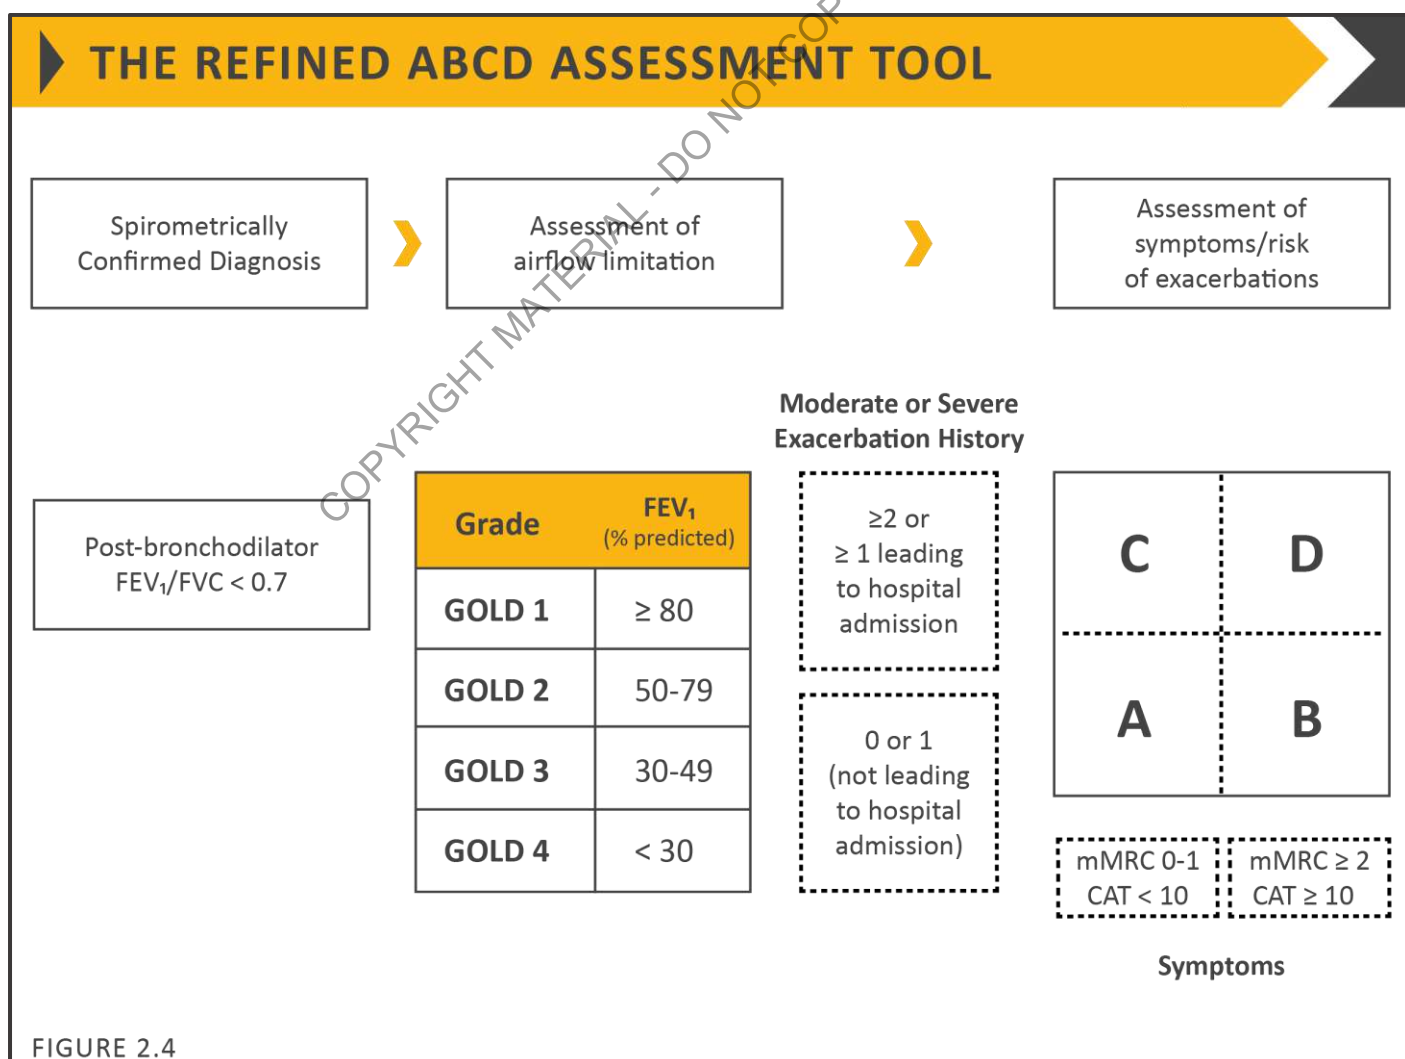 THE REFINED ABCD ASSESSMENT TOOL
Spirometrically
Confirmed Diagnosis
Assessment of
airflow limitation
Assessment of
symptoms/risk
of exacerbations
COPYRIGHT MATERIAL - DO NOT COP
Moderate or Severe
Exacerbation History
Post-bronchodilator
FEV₁/FVC < 0.7
Grade
FEV₁
(% predicted)
GOLD 1
≥ 80
GOLD 2
50-79
GOLD 3
30-49
GOLD 4
< 30
≥2 or
≥ 1 leading
to hospital
admission
0 or 1
(not leading
to hospital
admission)
C
D
A
B
mMRC 0-1
CAT < 10
mMRC ≥ 2
CAT ≥ 10
Symptoms
FIGURE 2.4